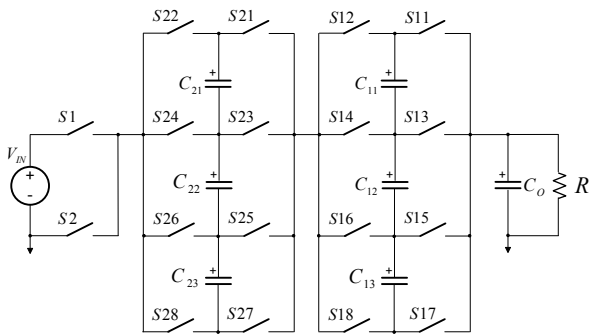 S22 S21 S12 S11
+ +
C21 C11
S1 S24 S23 S14 S13
VIN
+ + + +
- C22 C12 CO R
S2 S26 S25 S16 S15
+ +
C23 C13
S28 S27 S18 S17